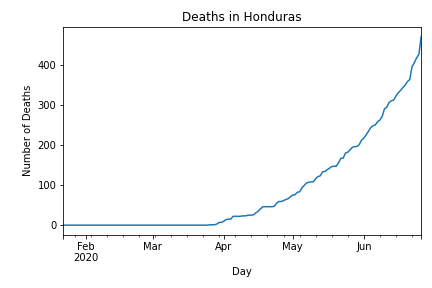 Deaths in Honduras
Number of Deaths
400
300
200
100
0
Feb
2020
Mar
Apr
May
Jun
Day